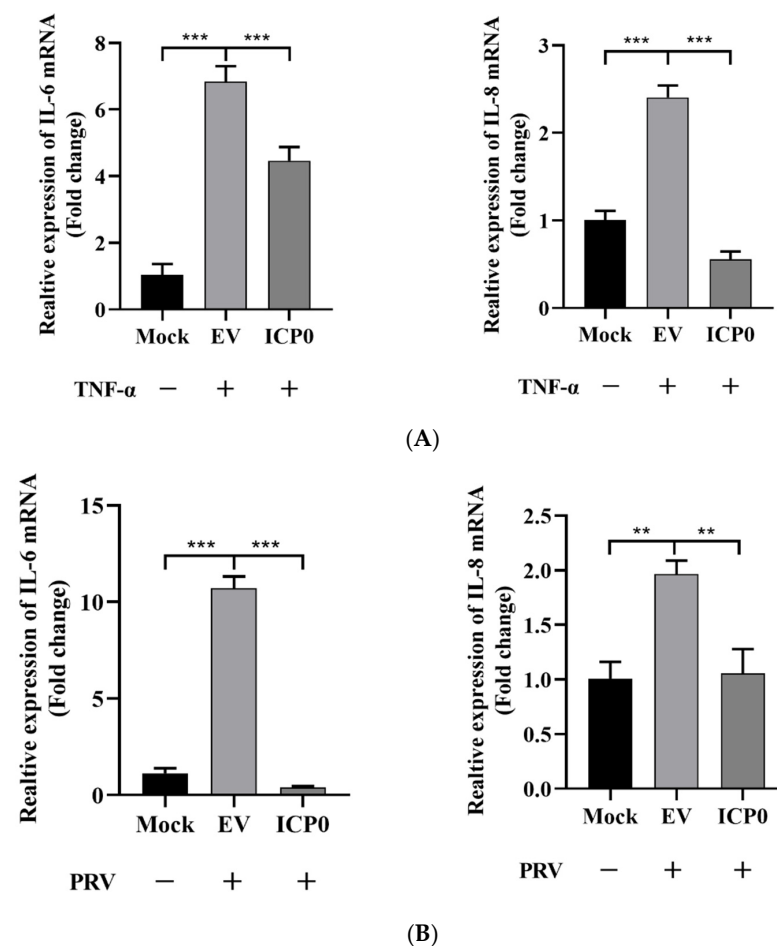 Realtive expression of IL-6 mRNA
(Fold change)
8
6
4
2
0
*** ***
Mock EV ICP0
TNF-α − + +
Realtive expression of IL-8 mRNA
(Fold change)
3
2
1
0
*** ***
Mock EV ICP0
TNF-α − + +
(A)
Realtive expression of IL-6 mRNA
(Fold change)
15
10
5
0
*** ***
Mock EV ICP0
PRV − + +
Realtive expression of IL-8 mRNA
(Fold change)
2.5
2.0
1.5
1.0
0.5
0.0
** **
Mock EV ICP0
PRV − + +
(B)